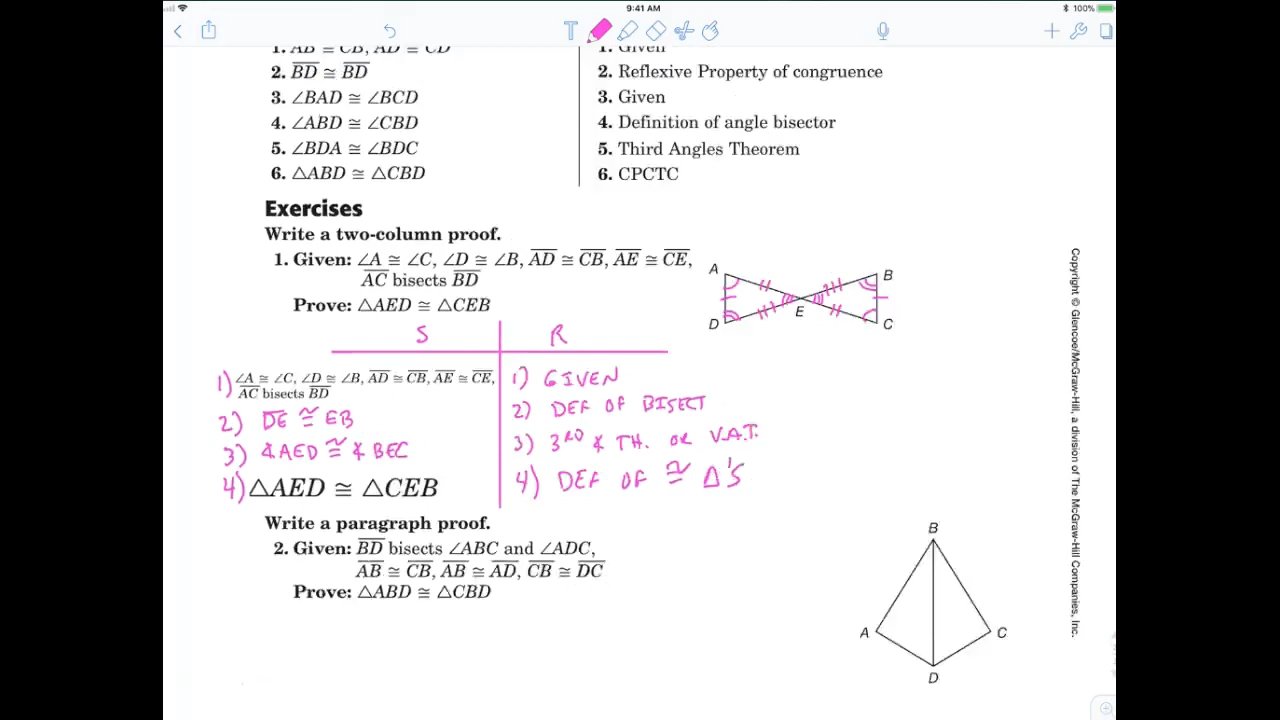 9:41 AM
100%
1. AB ≅ CB, AD ≅ CD
1. Given
2. BD ≅ BD
2. Reflexive Property of congruence
3. ∠BAD ≅ ∠BCD
3. Given
4. ∠ABD ≅ ∠CBD
4. Definition of angle bisector
5. ∠BDA ≅ ∠BDC
5. Third Angles Theorem
6. △ABD ≅ △CBD
6. CPCTC
Exercises
Write a two-column proof.
1. Given: ∠A ≅ ∠C, ∠D ≅ ∠B, AD ≅ CB, AE ≅ CE,
AC bisects BD
Prove: △AED ≅ △CEB
A
B
D
E
C
S
R
1) ∠A ≅ ∠C, ∠D ≅ ∠B, AD ≅ CB, AE ≅ CE,
AC bisects BD
1) GIVEN
2) DE ≅ EB
2) DEF OF BISECT
3) ∡AED ≅ ∡BEC
3) 3RD ∡ TH. OR V.A.T.
4) △AED ≅ △CEB
4) DEF OF ≅ △'S
Write a paragraph proof.
2. Given: BD bisects ∠ABC and ∠ADC,
AB ≅ CB, AB ≅ AD, CB ≅ DC
Prove: △ABD ≅ △CBD
B
A
C
D
Copyright © Glencoe/McGraw-Hill, a division of The McGraw-Hill Companies, Inc.